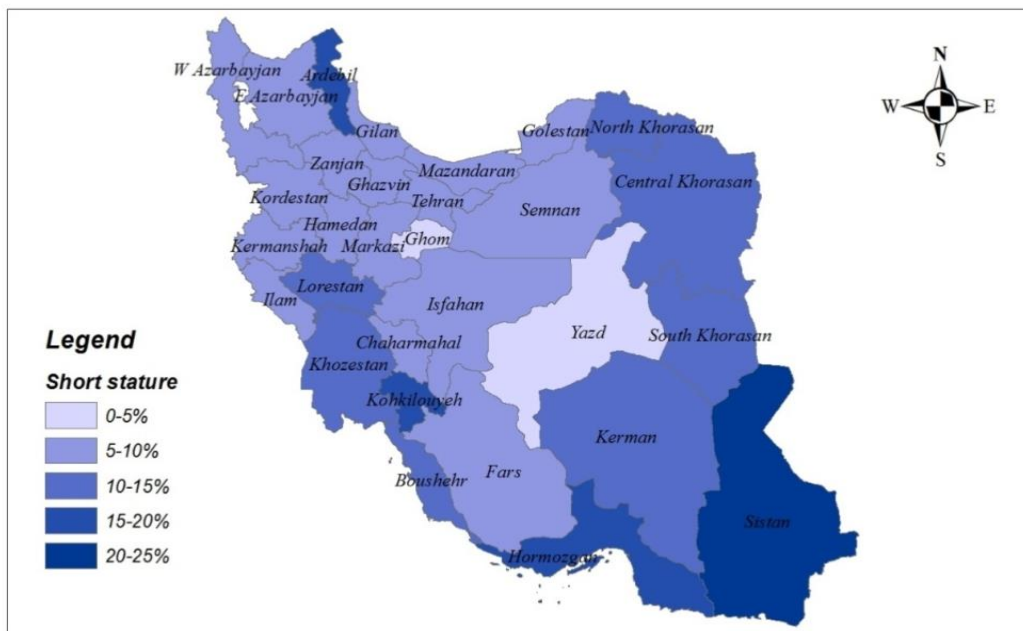 N
W E
S
W Azarbayjan
E Azarbayjan
Ardebil
Gilan
Golestan
North Khorasan
Zanjan
Mazandaran
Ghazvin
Central Khorasan
Kordestan
Tehran
Semnan
Hamedan
Kermanshah
Markazi
Ghom
Lorestan
Ilam
Isfahan
Yazd
South Khorasan
Chaharmahal
Khozestan
Kohkilouyeh
Kerman
Fars
Boushehr
Sistan
Hormozgan
Legend
Short stature
0-5%
5-10%
10-15%
15-20%
20-25%